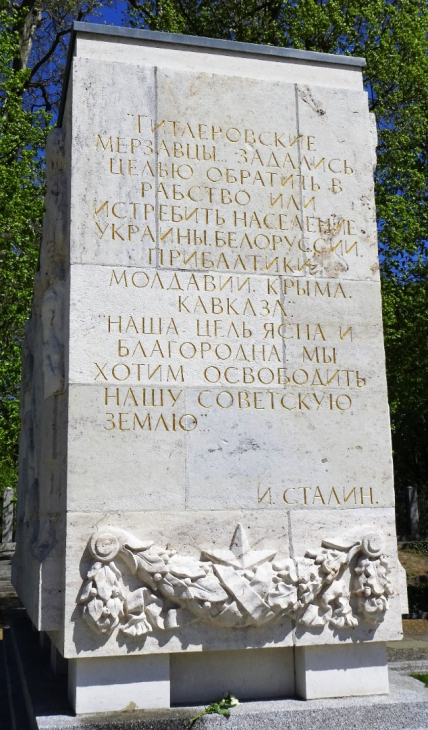 "ГИТЛЕРОВСКИЕ
МЕРЗАВЦЫ... ЗАДАЛИСЬ
ЦЕЛЬЮ ОБРАТИТЬ В
РАБСТВО ИЛИ
ИСТРЕБИТЬ НАСЕЛЕНИЕ
УКРАИНЫ, БЕЛОРУССИИ,
ПРИБАЛТИКИ,
МОЛДАВИИ, КРЫМА,
КАВКАЗА.
"НАША ЦЕЛЬ ЯСНА И
БЛАГОРОДНА. МЫ
ХОТИМ ОСВОБОДИТЬ
НАШУ СОВЕТСКУЮ
ЗЕМЛЮ".
И. СТАЛИН.